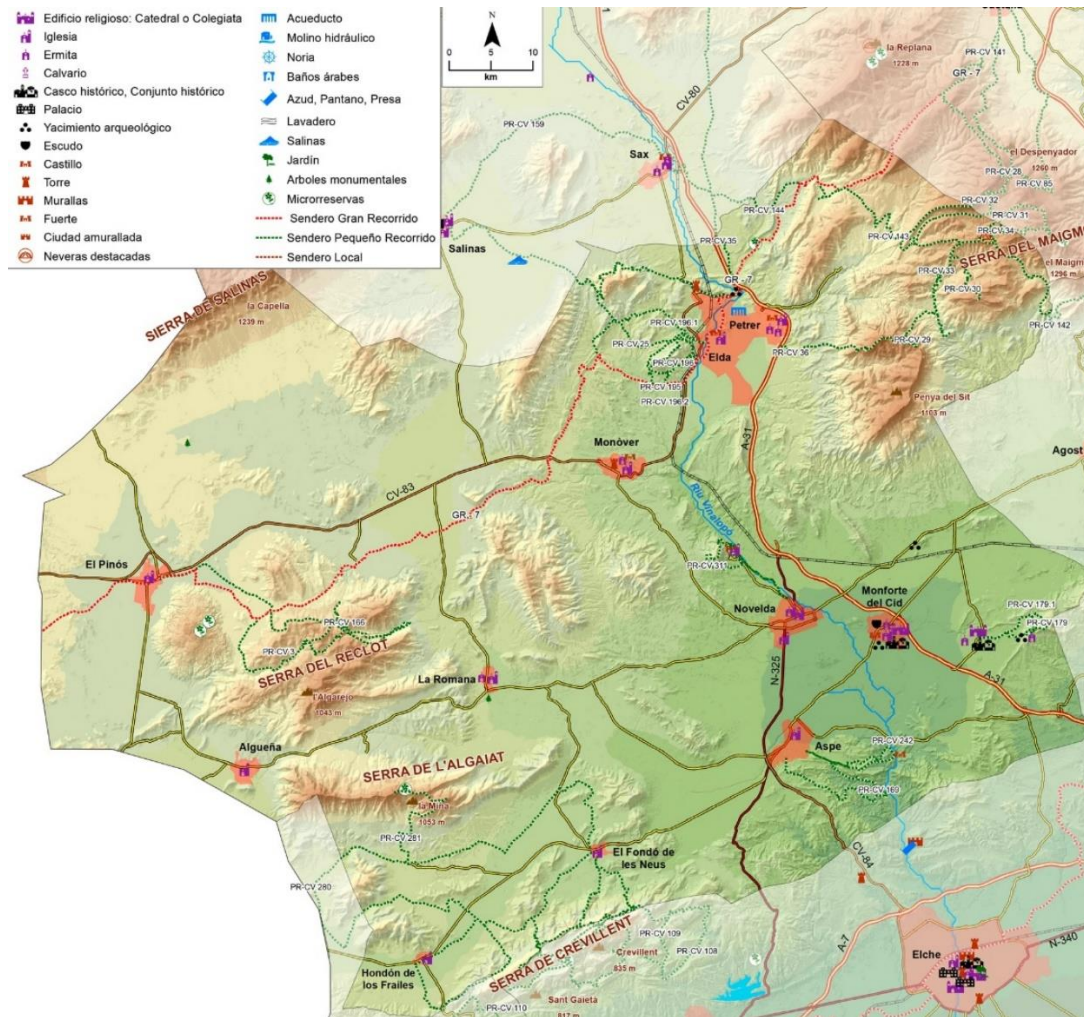 Edificio religioso: Catedral o Colegiata
Iglesia
Ermita
Calvario
Casco histórico, Conjunto histórico
Palacio
Yacimiento arqueológico
Escudo
Castillo
Torre
Murallas
Fuerte
Ciudad amurallada
Neveras destacadas
Acueducto
Molino hidráulico
Noria
Baños árabes
Azud, Pantano, Presa
Lavadero
Salinas
Jardín
Arboles monumentales
Microrreservas
Sendero Gran Recorrido
Sendero Pequeño Recorrido
Sendero Local
N
0 5 10
km
la Replana
1228 m
PR-CV 141
GR - 7
CV-80
PR-CV 159
Sax
el Despenyador
1260 m
PR-CV 28
PR-CV 85
PR-CV 32
PR-CV 31
PR-CV 34
PR-CV 144
PR-CV 143
PR-CV 35
Salinas
SERRA DEL MAIGMÓ
el Maigmó
1296 m
PR-CV 33
PR-CV 30
PR-CV 142
GR - 7
SIERRA DE SALINAS
la Capella
1239 m
Petrer
PR-CV 196.1
PR-CV 25
Elda
PR-CV 36
PR-CV 29
PR-CV 196
PR-CV 195
PR-CV 196.2
Penya del Sit
1103 m
A-31
Monòver
Agost
CV-83
Riu Vinalopó
GR - 7
El Pinós
PR-CV 311
Novelda
Monforte
del Cid
PR-CV 179.1
PR-CV 179
PR-CV 166
PR-CV 3
SERRA DEL RECLOT
La Romana
N-325
A-31
l'Algarejo
1043 m
Algueña
Aspe
PR-CV 242
SERRA DE L'ALGAIAT
PR-CV 169
la Mina
1053 m
PR-CV 281
El Fondó de
les Neus
CV-84
PR-CV 280
SERRA DE CREVILLENT
PR-CV 109
Crevillent
835 m
PR-CV 108
A-7
Elche
N-340
Hondón de
los Frailes
PR-CV 110
Sant Gaieta
817 m